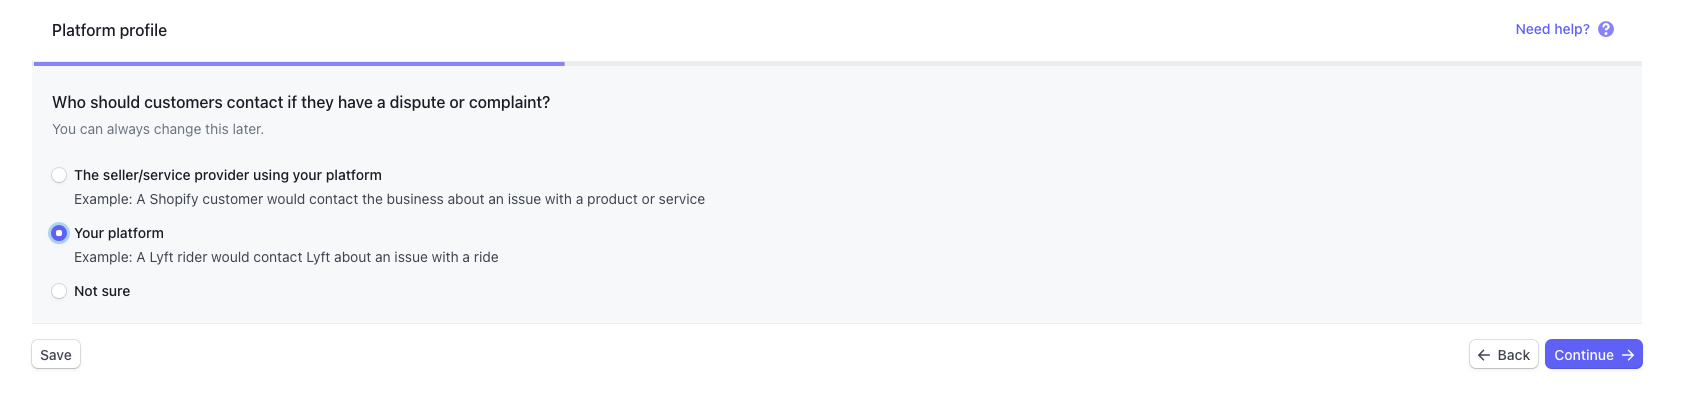 Platform profile
Need help?
Who should customers contact if they have a dispute or complaint?
You can always change this later.
The seller/service provider using your platform
Example: A Shopify customer would contact the business about an issue with a product or service
Your platform
Example: A Lyft rider would contact Lyft about an issue with a ride
Not sure
Save
← Back
Continue →